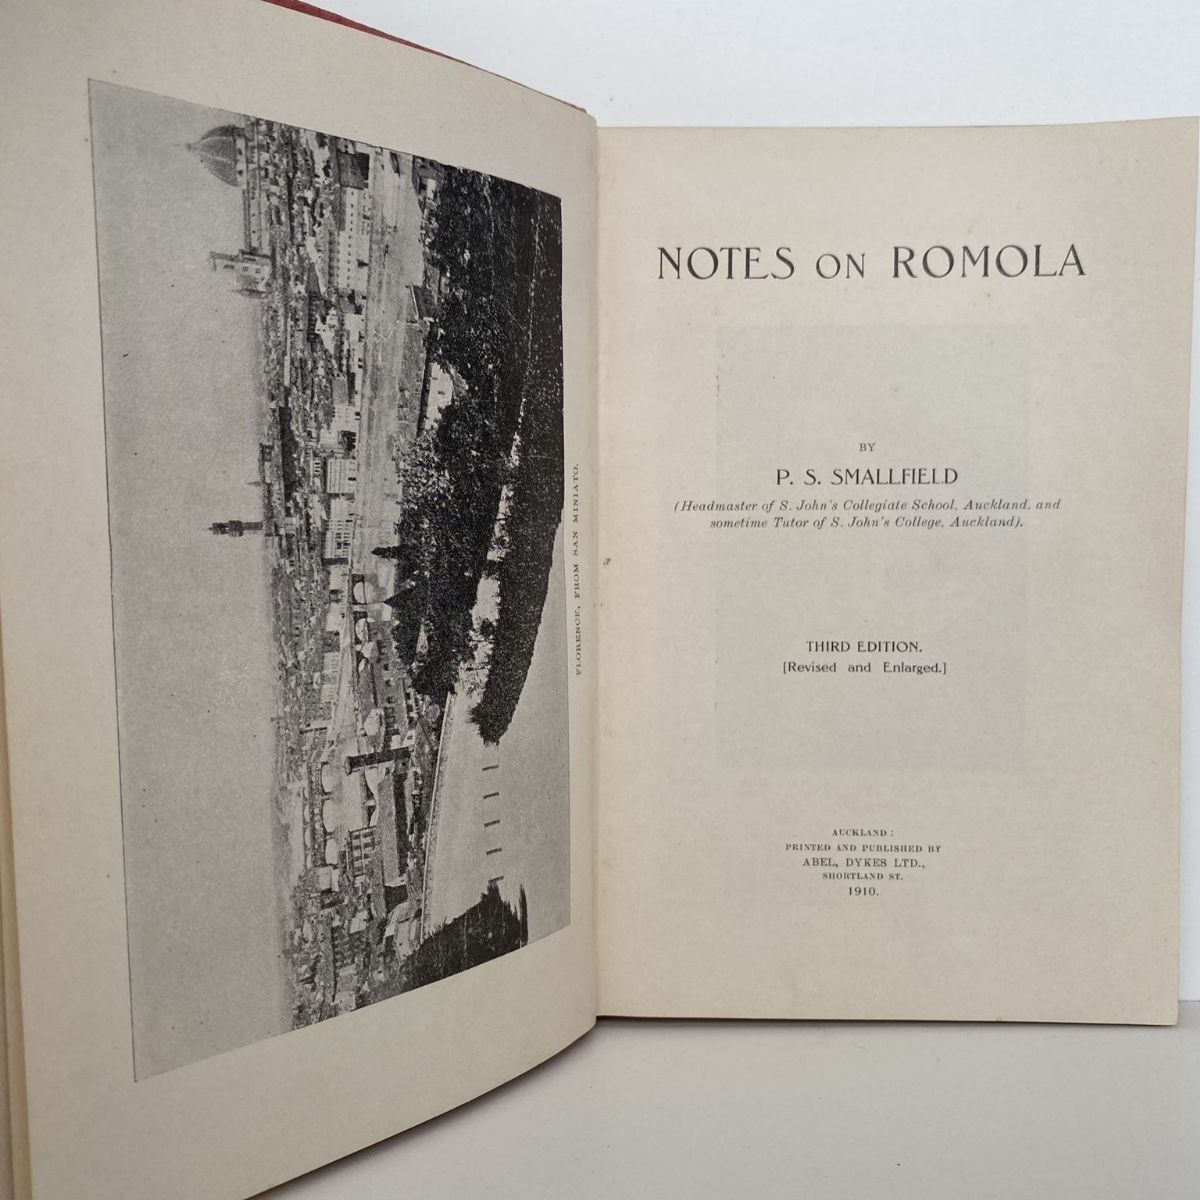 FLORENCE, FROM SAN MINIATO.
NOTES ON ROMOLA
BY
P. S. SMALLFIELD
(Headmaster of S. John's Collegiate School, Auckland, and
sometime Tutor of S. John's College, Auckland).
THIRD EDITION.
[Revised and Enlarged.]
AUCKLAND:
PRINTED AND PUBLISHED BY
ABEL, DYKES LTD.,
SHORTLAND ST.
1910.